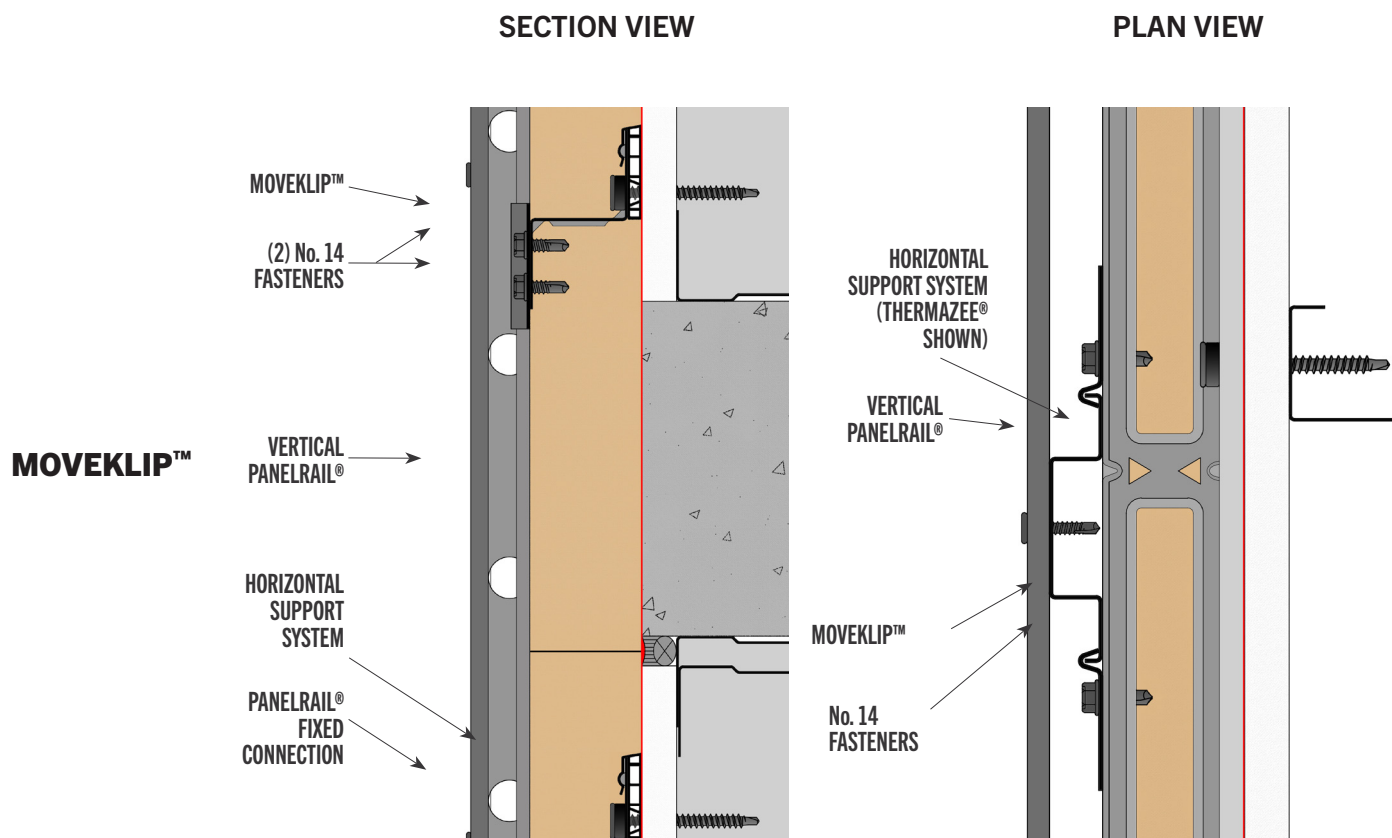 SECTION VIEW
PLAN VIEW
MOVEKLIP™
MOVEKLIP™
(2) No. 14
FASTENERS
VERTICAL
PANELRAIL®
HORIZONTAL
SUPPORT
SYSTEM
PANELRAIL®
FIXED
CONNECTION
HORIZONTAL
SUPPORT SYSTEM
(THERMAZEE®
SHOWN)
VERTICAL
PANELRAIL®
MOVEKLIP™
No. 14
FASTENERS